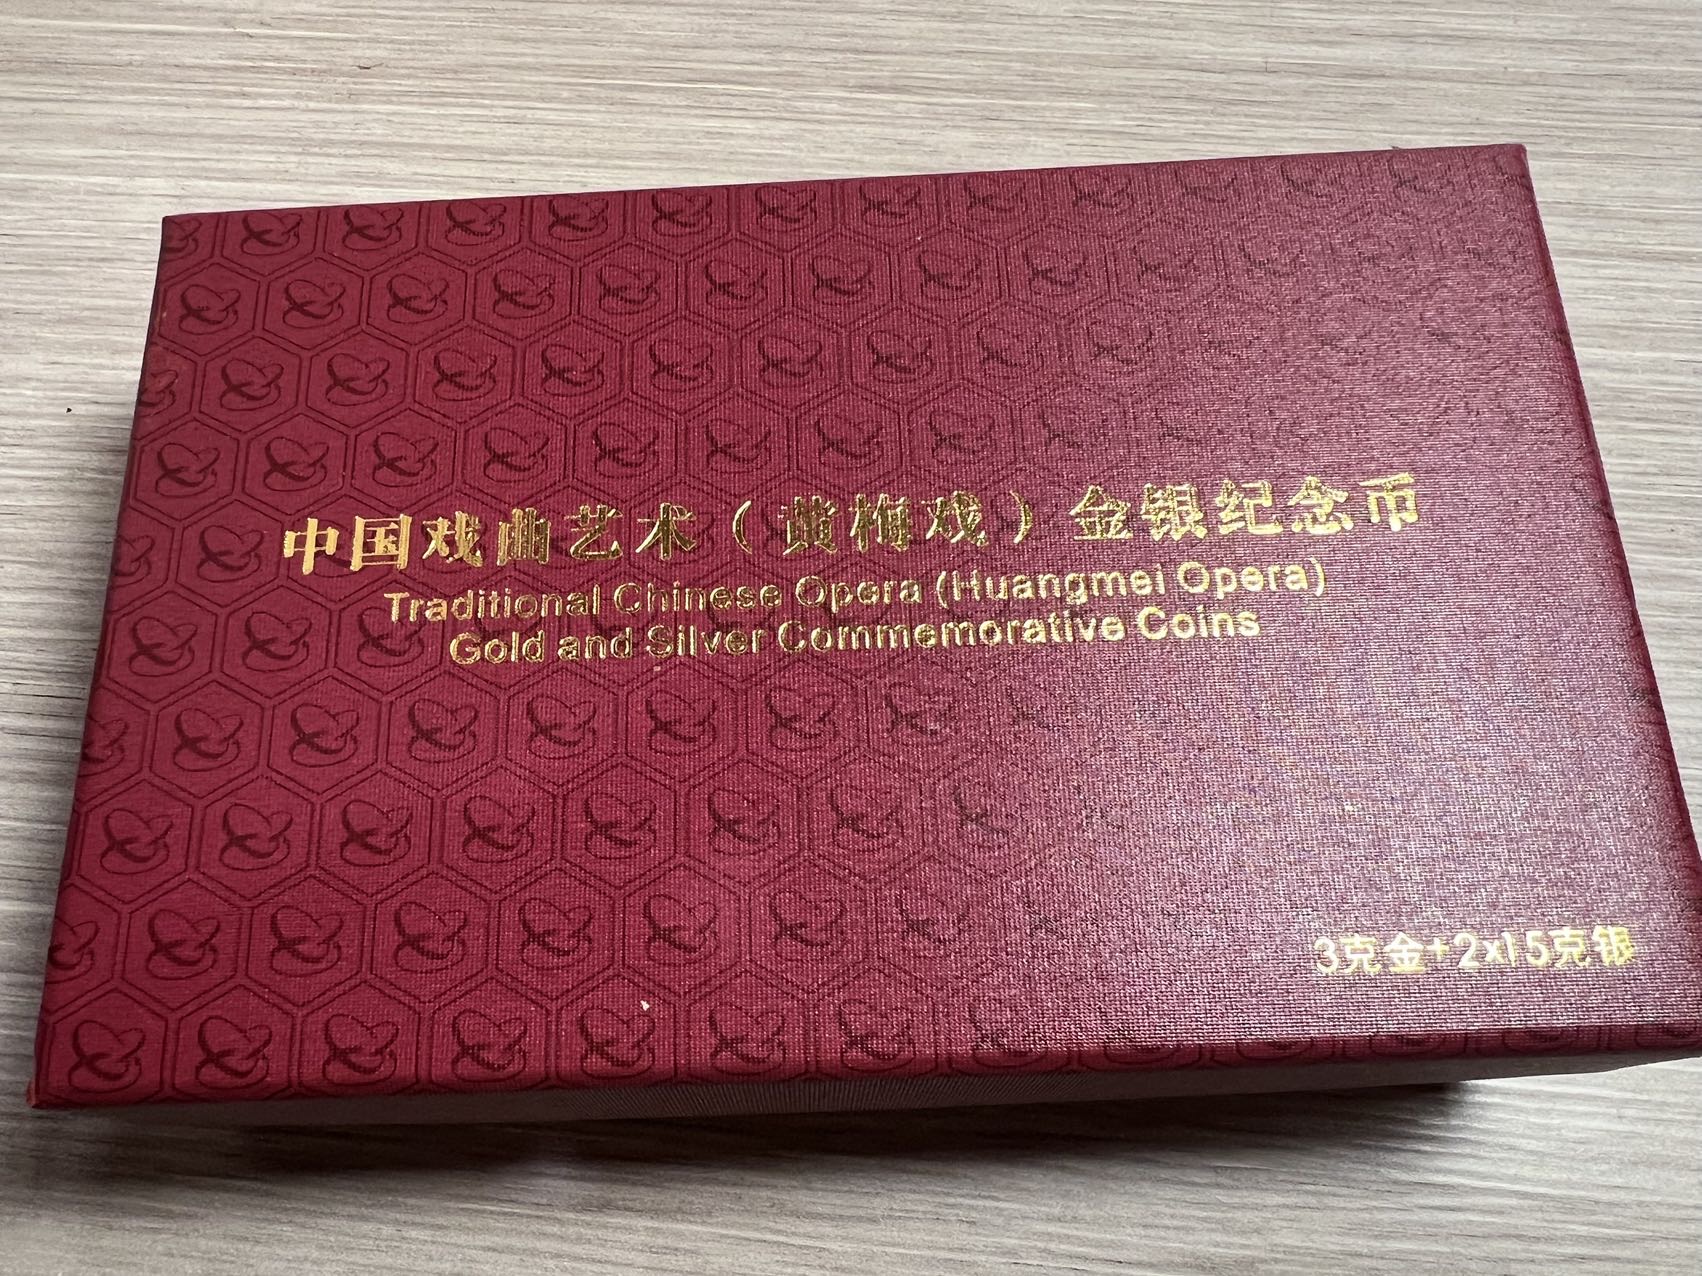 中国戏曲艺术（黄梅戏）金银纪念币
Traditional Chinese Opera (Huangmei Opera)
Gold and Silver Commemorative Coins
3克金+2x15克银